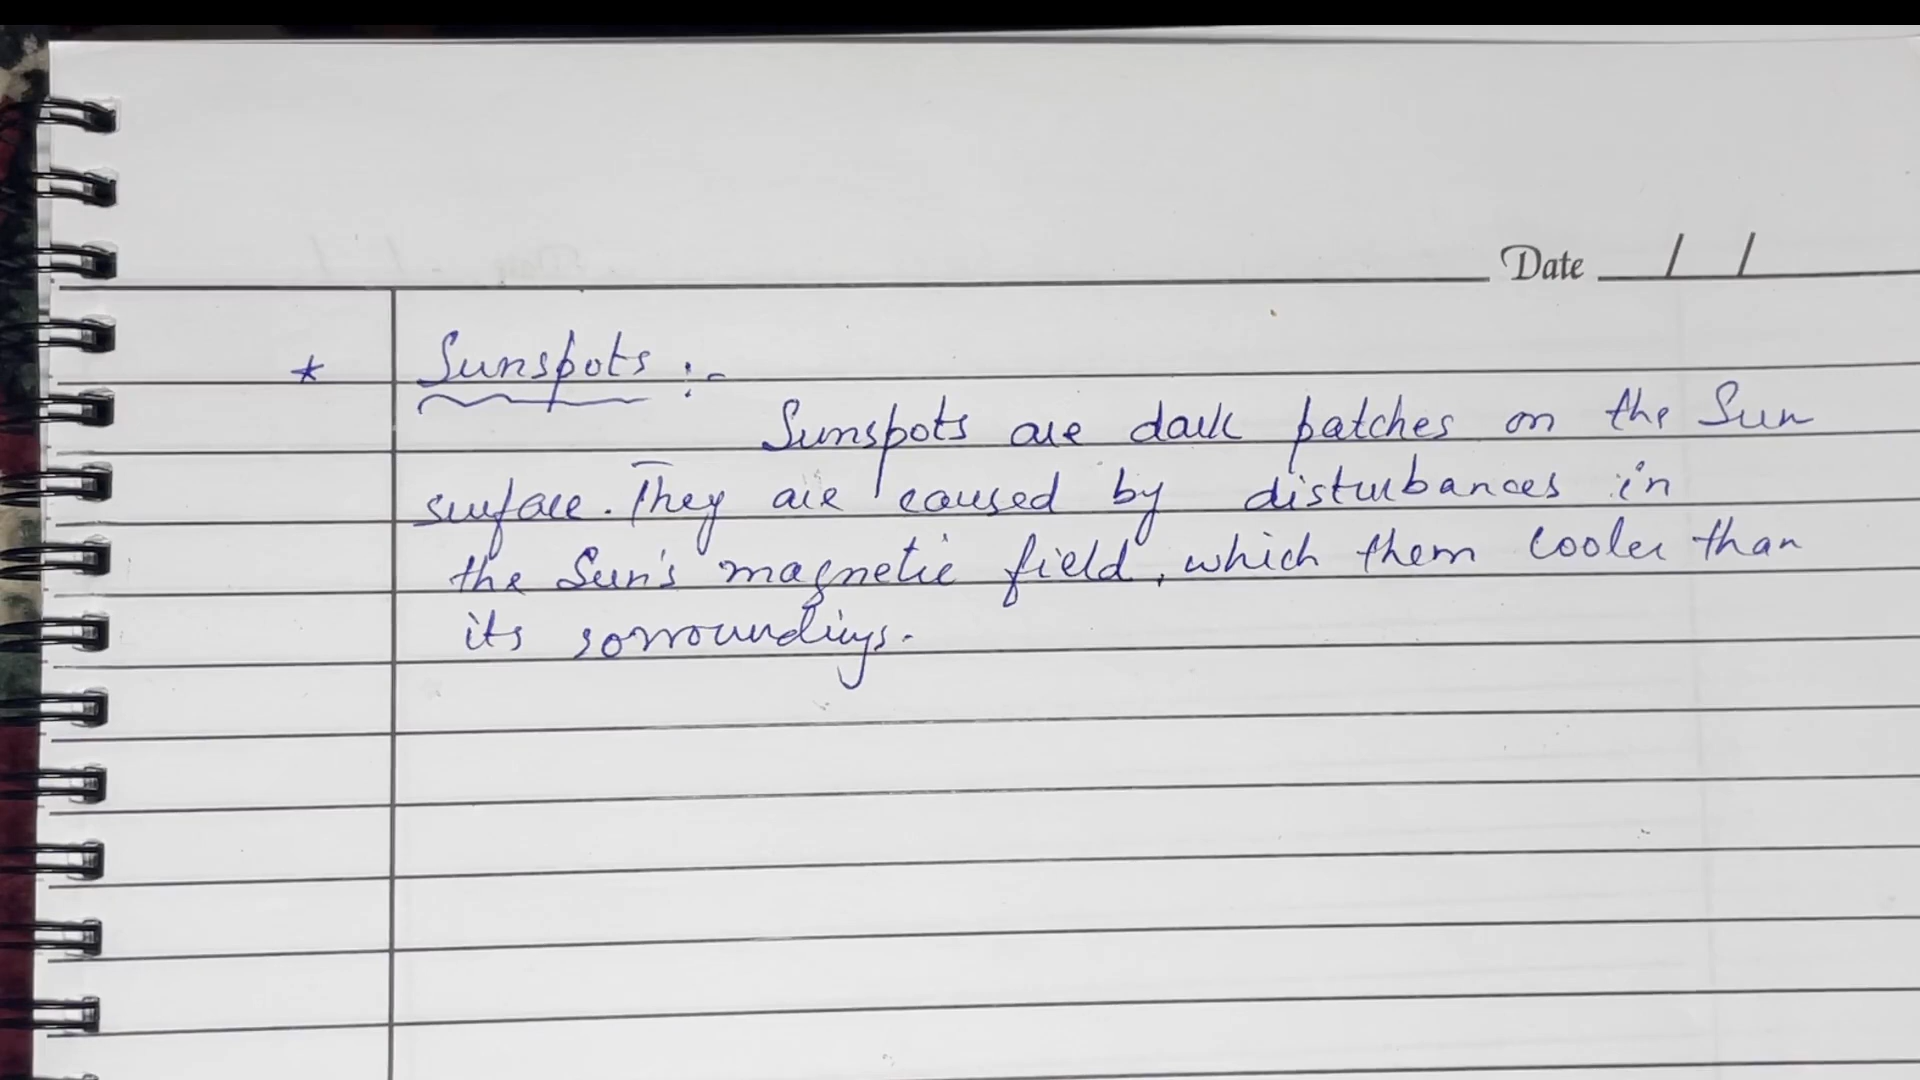 Date / /
* Sunspots :-
Sunspots are dark patches on the Sun
surface. They are caused by disturbances in
the Sun's magnetic field, which them cooler than
its sorroundings.